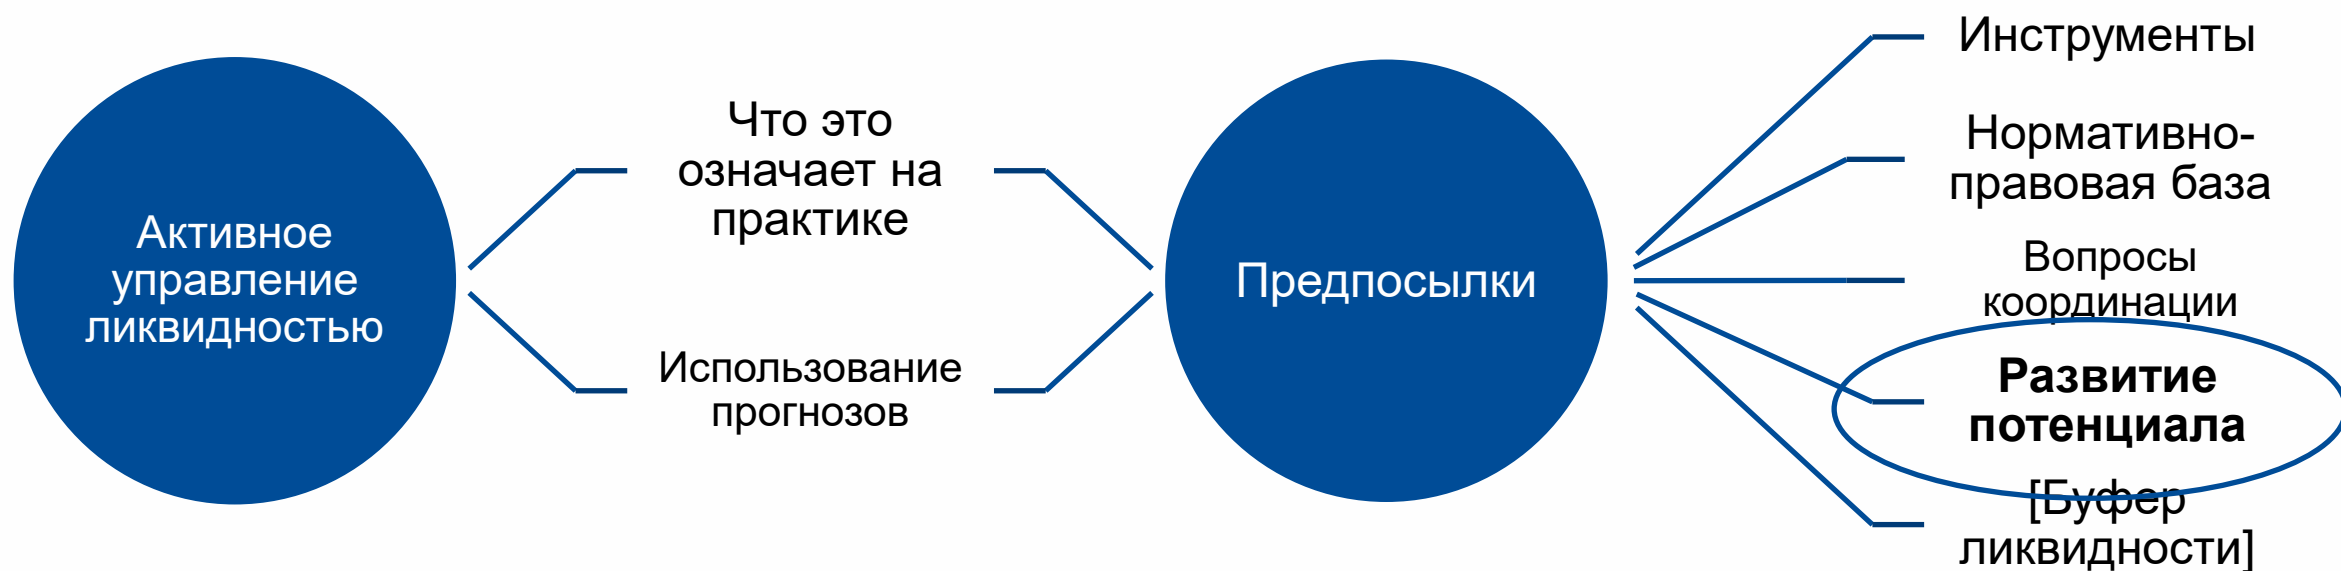 Активное
управление
ликвидностью
Что это
означает на
практике
Использование
прогнозов
Предпосылки
Инструменты
Нормативно-
правовая база
Вопросы
координации
Развитие
потенциала
[Буфер
ликвидности]